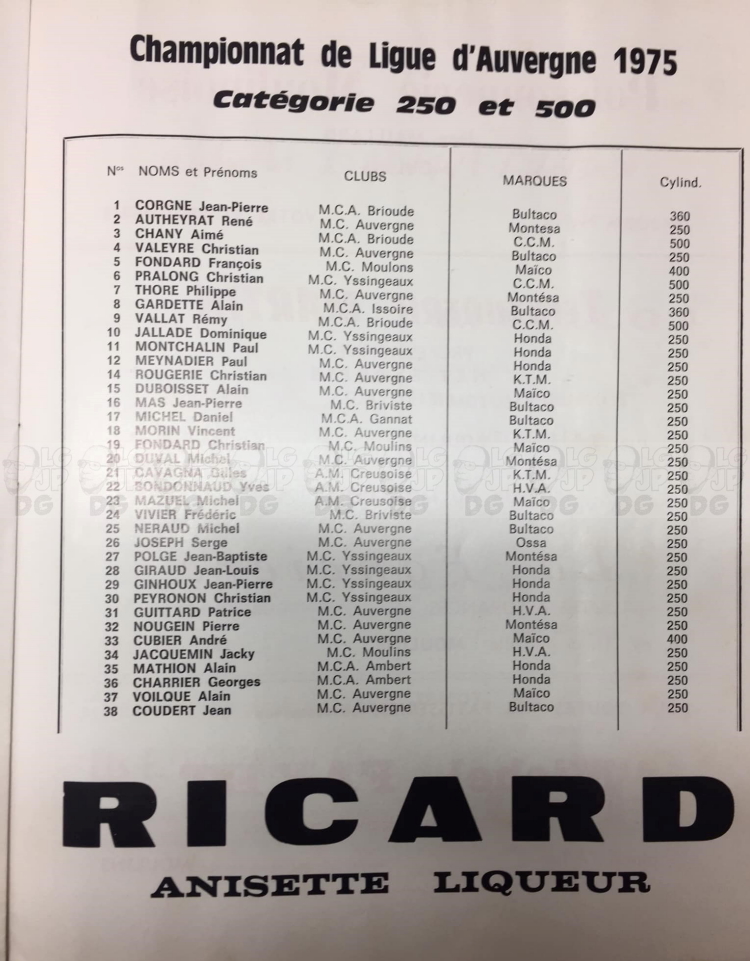 Championnat de Ligue d'Auvergne 1975
Catégorie 250 et 500
Nos NOMS et Prénoms CLUBS MARQUES Cylind.
1 CORGNE Jean-Pierre M.C.A. Brioude Bultaco 360
2 AUTHEYRAT René M.C. Auvergne Montesa 250
3 CHANY Aimé M.C.A. Brioude C.C.M. 500
4 VALEYRE Christian M.C. Auvergne Bultaco 250
5 FONDARD François M.C. Moulons Maïco 400
6 PRALONG Christian M.C. Yssingeaux C.C.M. 500
7 THORE Philippe M.C. Auvergne Montésa 250
8 GARDETTE Alain M.C.A. Issoire Bultaco 360
9 VALLAT Rémy M.C.A. Brioude C.C.M. 500
10 JALLADE Dominique M.C. Yssingeaux Honda 250
11 MONTCHALIN Paul M.C. Yssingeaux Honda 250
12 MEYNADIER Paul M.C. Auvergne Honda 250
14 ROUGERIE Christian M.C. Auvergne K.T.M. 250
15 DUBOISSET Alain M.C. Auvergne Maïco 250
16 MAS Jean-Pierre M.C. Briviste Bultaco 250
17 MICHEL Daniel M.C.A. Gannat Bultaco 250
18 MORIN Vincent M.C. Auvergne K.T.M. 250
19 FONDARD Christian M.C. Moulins Maïco 250
20 DUVAL Michel M.C. Auvergne Montésa 250
21 CAVAGNA Gilles A.M. Creusoise K.T.M. 250
22 BONDONNAUD Yves A.M. Creusoise H.V.A. 250
23 MAZUEL Michel A.M. Creusoise Maïco 250
24 VIVIER Frédéric M.C. Briviste Bultaco 250
25 NERAUD Michel M.C. Auvergne Bultaco 250
26 JOSEPH Serge M.C. Auvergne Ossa 250
27 POLGE Jean-Baptiste M.C. Yssingeaux Montésa 250
28 GIRAUD Jean-Louis M.C. Yssingeaux Honda 250
29 GINHOUX Jean-Pierre M.C. Yssingeaux Honda 250
30 PEYRONON Christian M.C. Yssingeaux Honda 250
31 GUITTARD Patrice M.C. Auvergne H.V.A. 250
32 NOUGEIN Pierre M.C. Auvergne Montésa 250
33 CUBIER André M.C. Auvergne Maïco 400
34 JACQUEMIN Jacky M.C. Moulins H.V.A. 250
35 MATHION Alain M.C.A. Ambert Honda 250
36 CHARRIER Georges M.C.A. Ambert Honda 250
37 VOILQUE Alain M.C. Auvergne Maïco 250
38 COUDERT Jean M.C. Auvergne Bultaco 250
RICARD
ANISETTE LIQUEUR